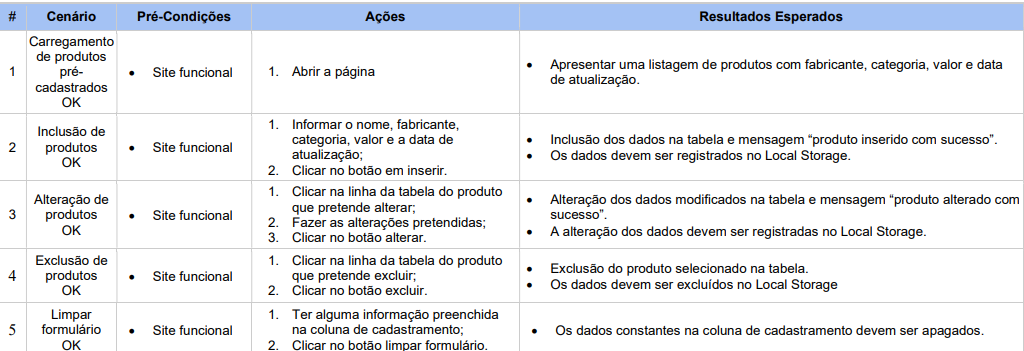 # Cenário Pré-Condições Ações Resultados Esperados
1
Carregamento
de produtos
pré-
cadastrados
OK
• Site funcional
1. Abrir a página
• Apresentar uma listagem de produtos com fabricante, categoria, valor e data
de atualização.
2
Inclusão de
produtos
OK
• Site funcional
1. Informar o nome, fabricante,
categoria, valor e a data de
atualização;
2. Clicar no botão em inserir.
• Inclusão dos dados na tabela e mensagem “produto inserido com sucesso”.
• Os dados devem ser registrados no Local Storage.
3
Alteração de
produtos
OK
• Site funcional
1. Clicar na linha da tabela do produto
que pretende alterar;
2. Fazer as alterações pretendidas;
3. Clicar no botão alterar.
• Alteração dos dados modificados na tabela e mensagem “produto alterado com
sucesso”.
• A alteração dos dados devem ser registradas no Local Storage.
4
Exclusão de
produtos
OK
• Site funcional
1. Clicar na linha da tabela do produto
que pretende excluir;
2. Clicar no botão excluir.
• Exclusão do produto selecionado na tabela.
• Os dados devem ser excluídos no Local Storage
5
Limpar
formulário
OK
• Site funcional
1. Ter alguma informação preenchida
na coluna de cadastramento;
2. Clicar no botão limpar formulário.
• Os dados constantes na coluna de cadastramento devem ser apagados.